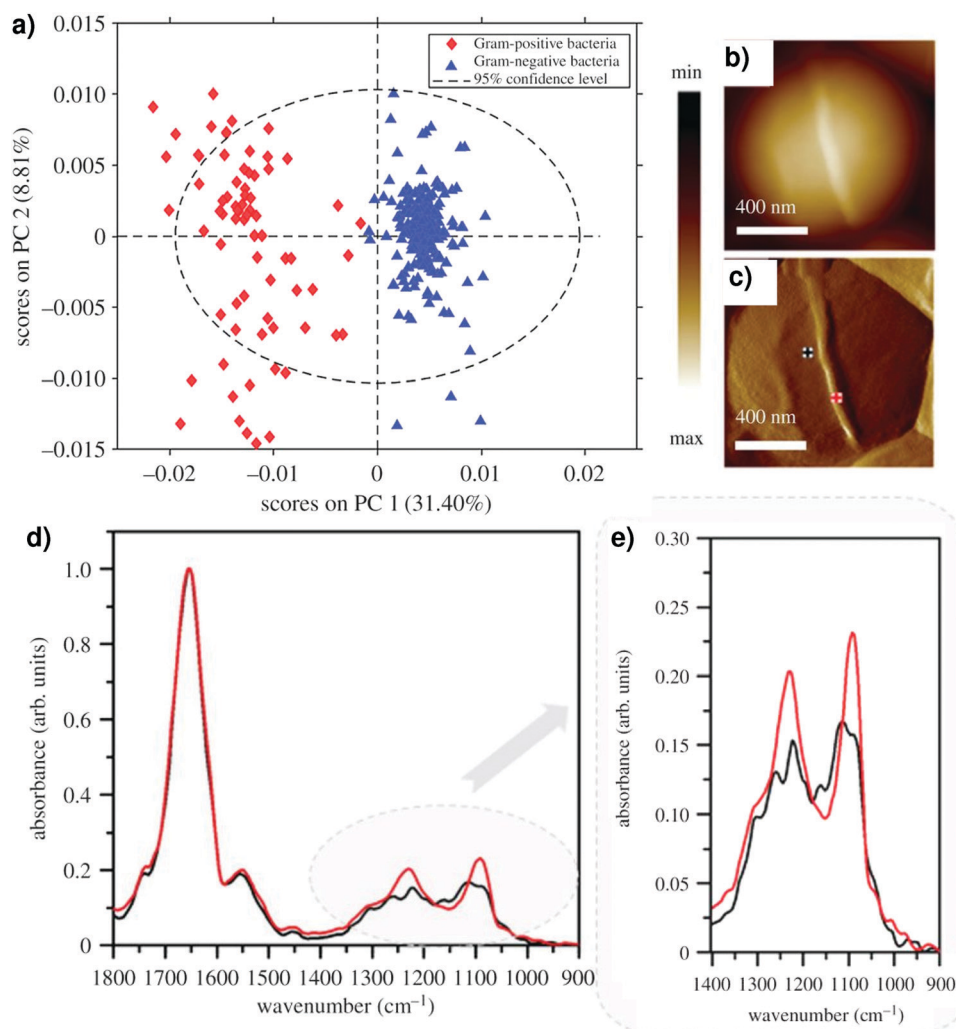 a)
0.015
0.010
0.005
0
−0.005
−0.010
−0.015
scores on PC 2 (8.81%)
Gram-positive bacteria
Gram-negative bacteria
95% confidence level
−0.02
−0.01
0
0.01
0.02
scores on PC 1 (31.40%)
min
max
b)
400 nm
c)
400 nm
d)
1.0
0.8
0.6
0.4
0.2
0
absorbance (arb. units)
1800 1700 1600 1500 1400 1300 1200 1100 1000 900
wavenumber (cm⁻¹)
e)
0.30
0.25
0.20
0.15
0.10
0.05
0
absorbance (arb. units)
1400 1300 1200 1100 1000 900
wavenumber (cm⁻¹)